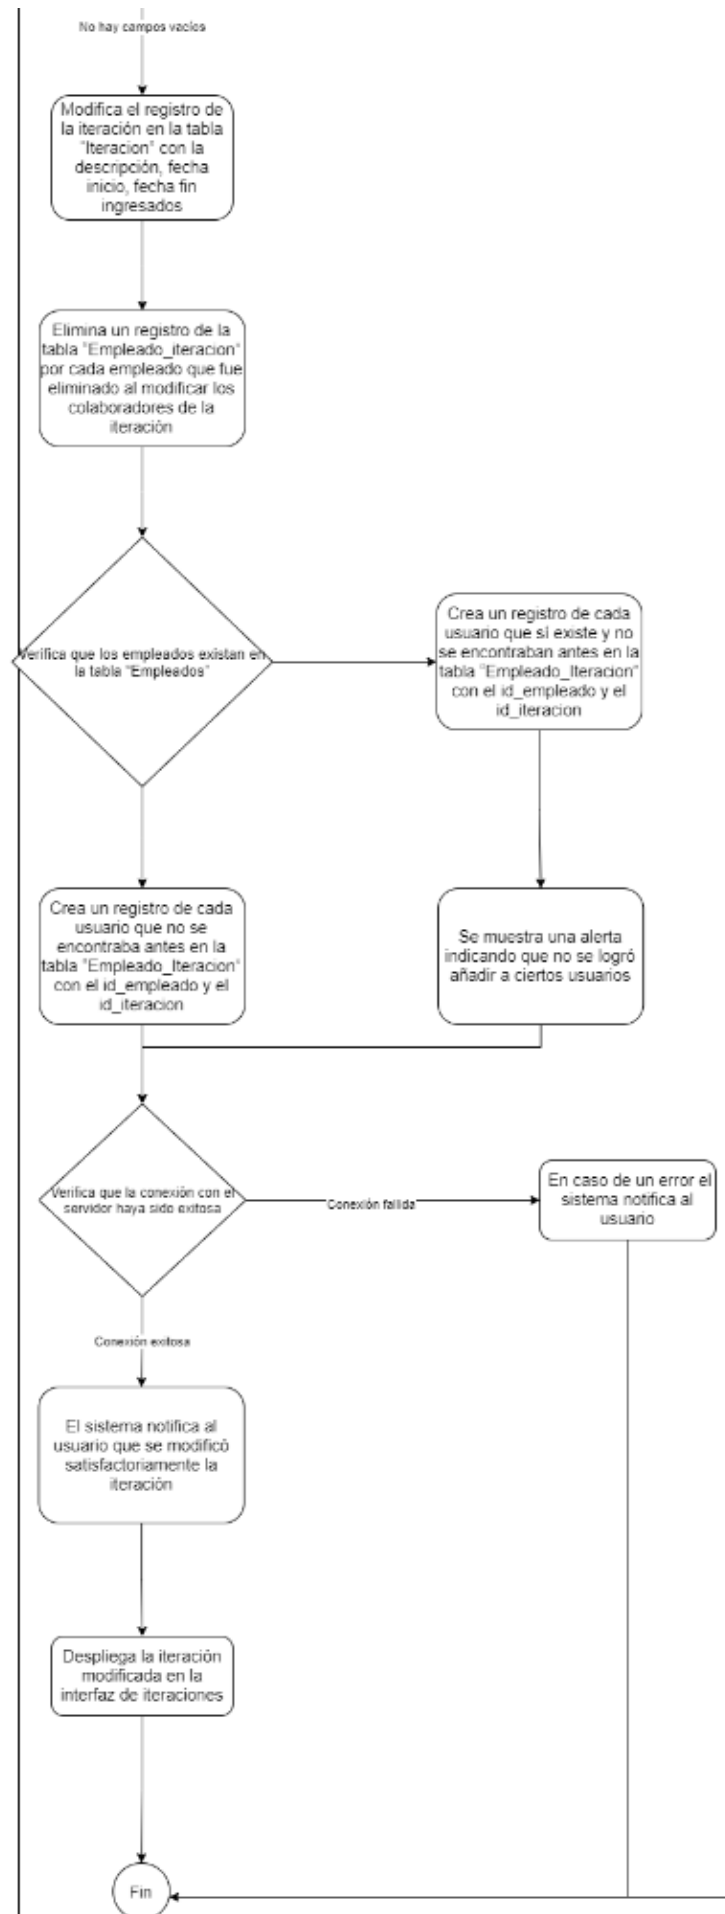 No hay campos vacíos
Modifica el registro de
la iteración en la tabla
"Iteracion" con la
descripción, fecha
inicio, fecha fin
ingresados
Elimina un registro de la
tabla "Empleado_iteracion"
por cada empleado que fue
eliminado al modificar los
colaboradores de la
iteración
Verifica que los empleados existan en
la tabla "Empleados"
Crea un registro de cada
usuario que sí existe y no
se encontraban antes en la
tabla "Empleado_Iteracion"
con el id_empleado y el
id_iteracion
Crea un registro de cada
usuario que no se
encontraba antes en la
tabla "Empleado_Iteracion"
con el id_empleado y el
id_iteracion
Se muestra una alerta
indicando que no se logró
añadir a ciertos usuarios
Verifica que la conexión con el
servidor haya sido exitosa
Conexión fallida
En caso de un error el
sistema notifica al
usuario
Conexión exitosa
El sistema notifica al
usuario que se modificó
satisfactoriamente la
iteración
Despliega la iteración
modificada en la
interfaz de iteraciones
Fin